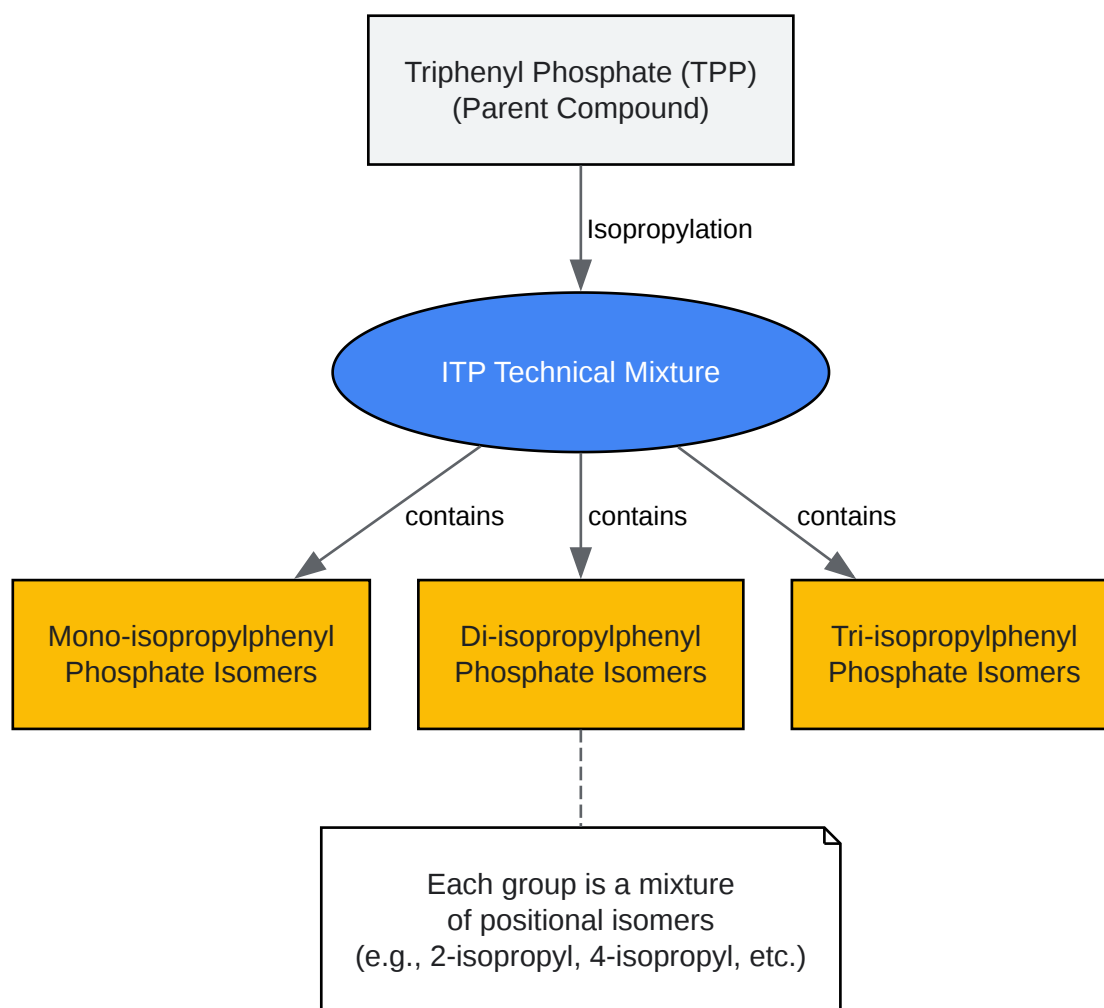 Triphenyl Phosphate (TPP)
(Parent Compound)
Isopropylation
ITP Technical Mixture
contains
contains
contains
Mono-isopropylphenyl
Phosphate Isomers
Di-isopropylphenyl
Phosphate Isomers
Tri-isopropylphenyl
Phosphate Isomers
Each group is a mixture
of positional isomers
(e.g., 2-isopropyl, 4-isopropyl, etc.)